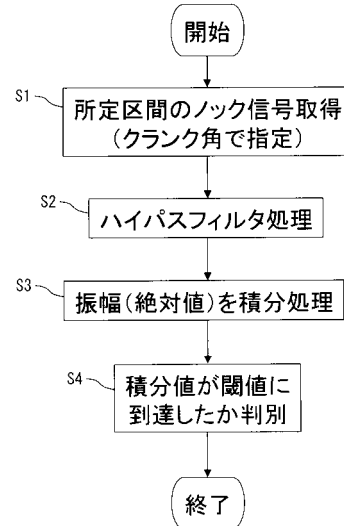 開始
S1
所定区間のノック信号取得
(クランク角で指定)
S2
ハイパスフィルタ処理
S3
振幅(絶対値)を積分処理
S4
積分値が閾値に
到達したか判別
終了